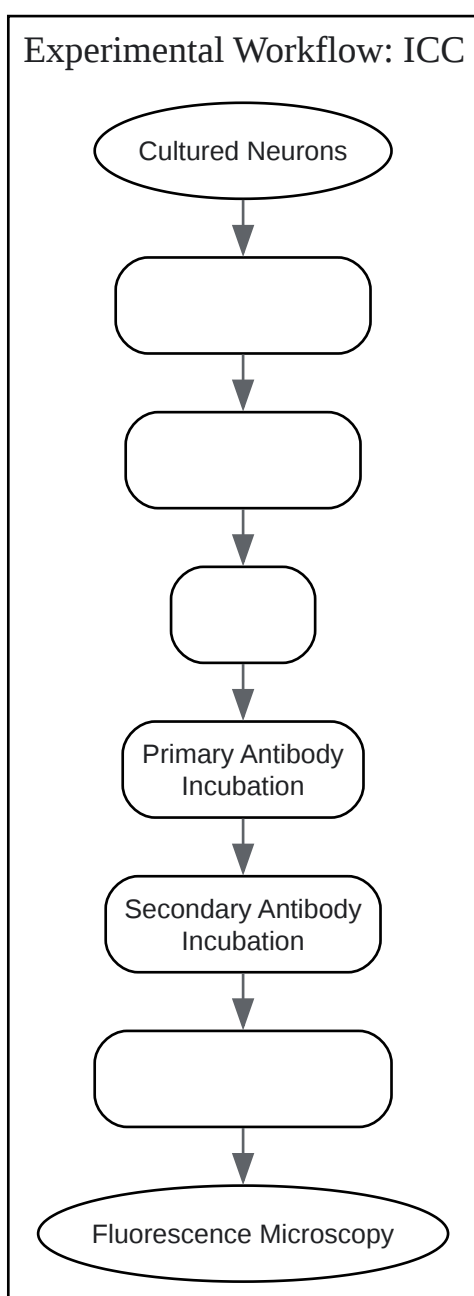 Experimental Workflow: ICC
Cultured Neurons
Primary Antibody
Incubation
Secondary Antibody
Incubation
Fluorescence Microscopy